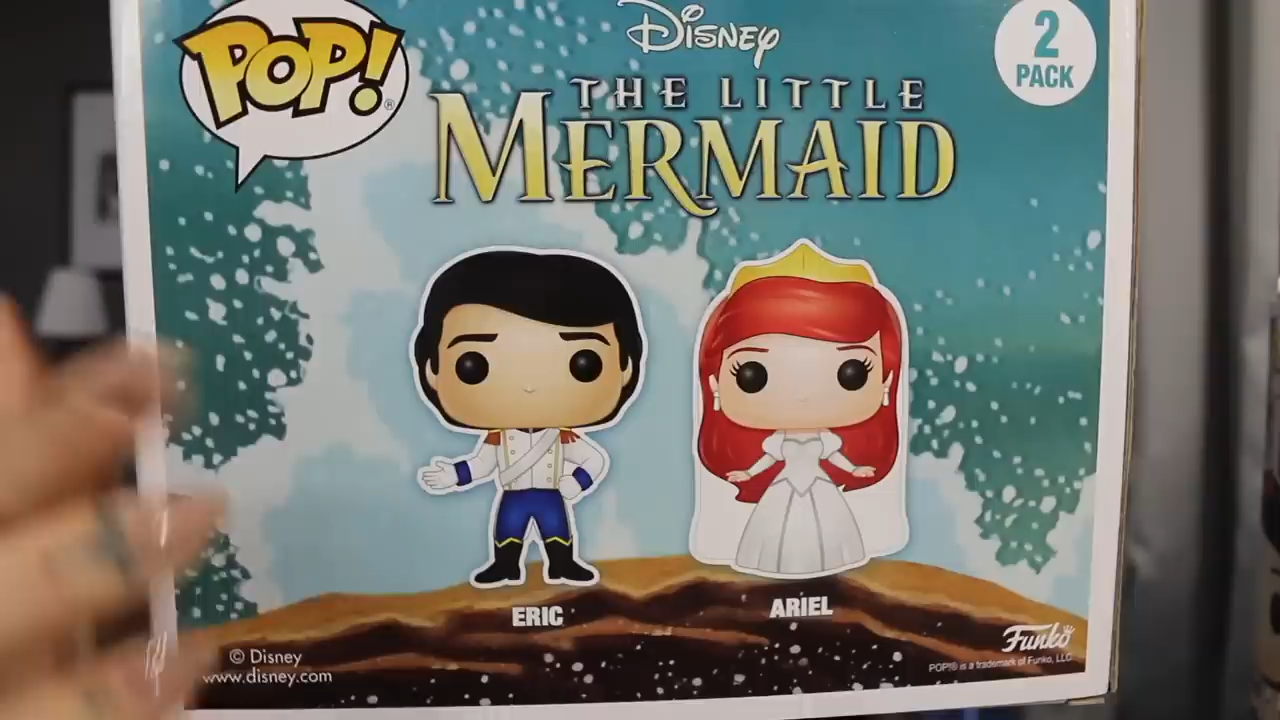 POP!
Disney
THE LITTLE
MERMAID
2
PACK
ERIC
ARIEL
© Disney
www.disney.com
Funko
POP!® is a trademark of Funko, LLC